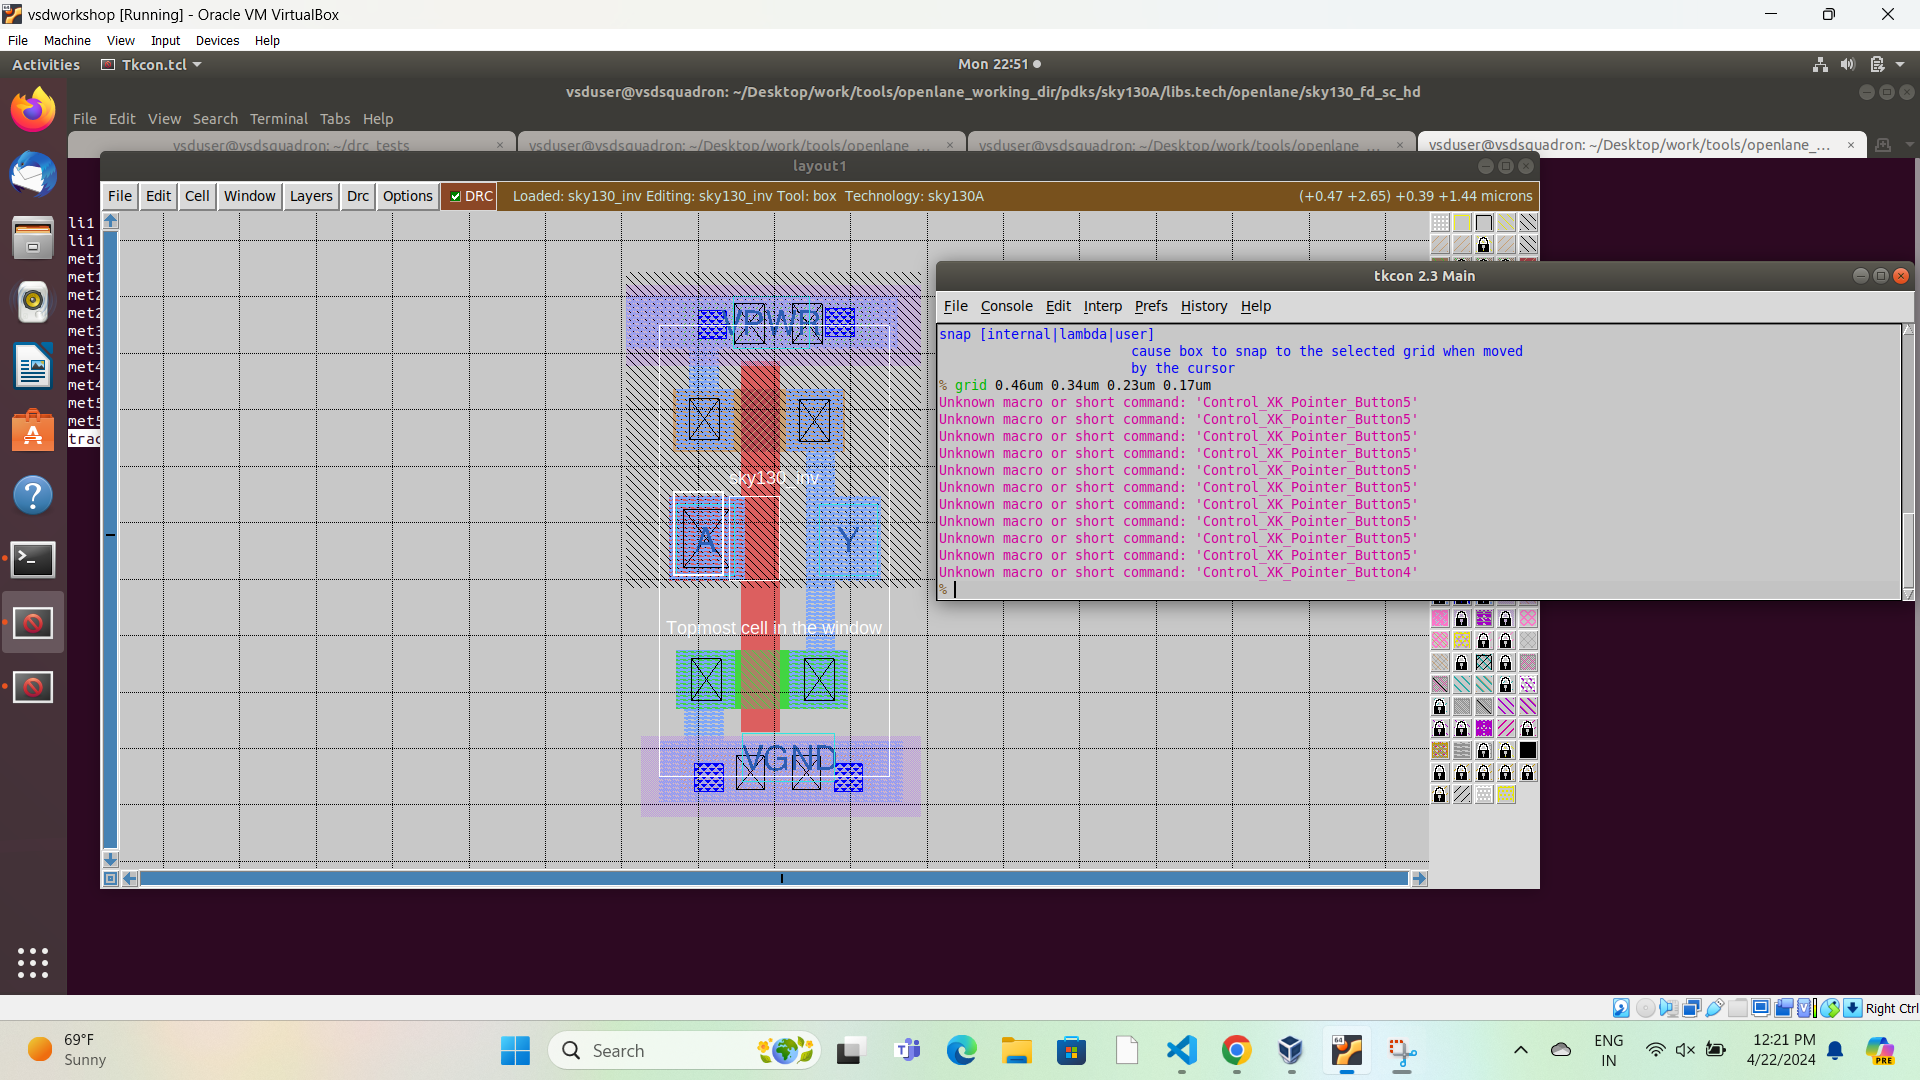 vsdworkshop [Running] - Oracle VM VirtualBox
File Machine View Input Devices Help
Activities Tkcon.tcl Mon 22:51
vsduser@vsdsquadron: ~/Desktop/work/tools/openlane_working_dir/pdks/sky130A/libs.tech/openlane/sky130_fd_sc_hd
File Edit View Search Terminal Tabs Help
vsduser@vsdsquadron: ~/drc_tests × vsduser@vsdsquadron: ~/Desktop/work/tools/openlane_... × vsduser@vsdsquadron: ~/Desktop/work/tools/openlane_... × vsduser@vsdsquadron: ~/Desktop/work/tools/openlane_... ×
layout1
File Edit Cell Window Layers Drc Options DRC Loaded: sky130_inv Editing: sky130_inv Tool: box Technology: sky130A (+0.47 +2.65) +0.39 +1.44 microns
li1
li1
met1
met1
met2
met2
met3
met3
met4
met4
met5
met5
trac
VPWR
sky130_inv
A Y
Topmost cell in the window
VGND
tkcon 2.3 Main
File Console Edit Interp Prefs History Help
snap [internal|lambda|user]
cause box to snap to the selected grid when moved
by the cursor
% grid 0.46um 0.34um 0.23um 0.17um
Unknown macro or short command: 'Control_XK_Pointer_Button5'
Unknown macro or short command: 'Control_XK_Pointer_Button5'
Unknown macro or short command: 'Control_XK_Pointer_Button5'
Unknown macro or short command: 'Control_XK_Pointer_Button5'
Unknown macro or short command: 'Control_XK_Pointer_Button5'
Unknown macro or short command: 'Control_XK_Pointer_Button5'
Unknown macro or short command: 'Control_XK_Pointer_Button5'
Unknown macro or short command: 'Control_XK_Pointer_Button5'
Unknown macro or short command: 'Control_XK_Pointer_Button5'
Unknown macro or short command: 'Control_XK_Pointer_Button5'
Unknown macro or short command: 'Control_XK_Pointer_Button4'
%
Right Ctrl
69°F
Sunny
Search
ENG
IN
12:21 PM
4/22/2024
PRE